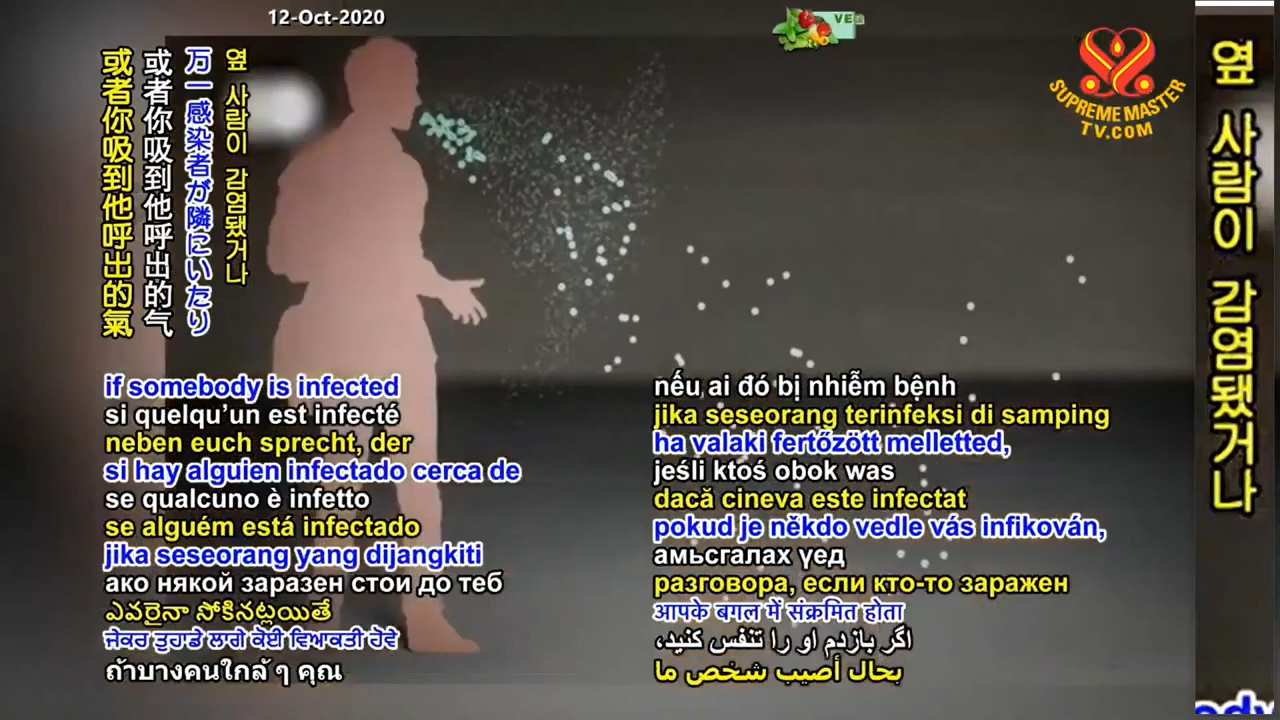 12-Oct-2020
VEG
SUPREME MASTER
TV.COM
옆 사람이 감염됐거나
万一感染者が隣にいたり
或者你吸到他呼出的气
或者你吸到他呼出的氣
if somebody is infected
si quelqu’un est infecté
neben euch sprecht, der
si hay alguien infectado cerca de
se qualcuno è infetto
se alguém está infectado
jika seseorang yang dijangkiti
ако някой заразен стои до теб
ఎవరైనా సోకినట్లయితే
ਜੇਕਰ ਤੁਹਾਡੇ ਲਾਗੇ ਕੋਈ ਵਿਆਕਤੀ ਹੋਵੇ
ถ้าบางคนใกล้ ๆ คุณ
nếu ai đó bị nhiễm bệnh
jika seseorang terinfeksi di samping
ha valaki fertőzött melletted,
jeśli ktoś obok was
dacă cineva este infectat
pokud je někdo vedle vás infikován,
амьсгалах үед
разговора, если кто-то заражен
आपके बगल में संक्रमित होता
اگر بازدم او را تنفس کنید،
بحال أصيب شخص ما
옆 사람이 감염됐거나